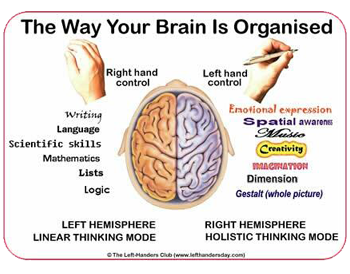 The Way Your Brain Is Organised
Right hand
control
Left hand
control
Writing
Language
Scientific skills
Mathematics
Lists
Logic
Emotional expression
Spatial awareness
Music
Creativity
IMAGINATION
Dimension
Gestalt (whole picture)
LEFT HEMISPHERE
LINEAR THINKING MODE
RIGHT HEMISPHERE
HOLISTIC THINKING MODE
© The Left-Handers Club (www.lefthandersday.com)